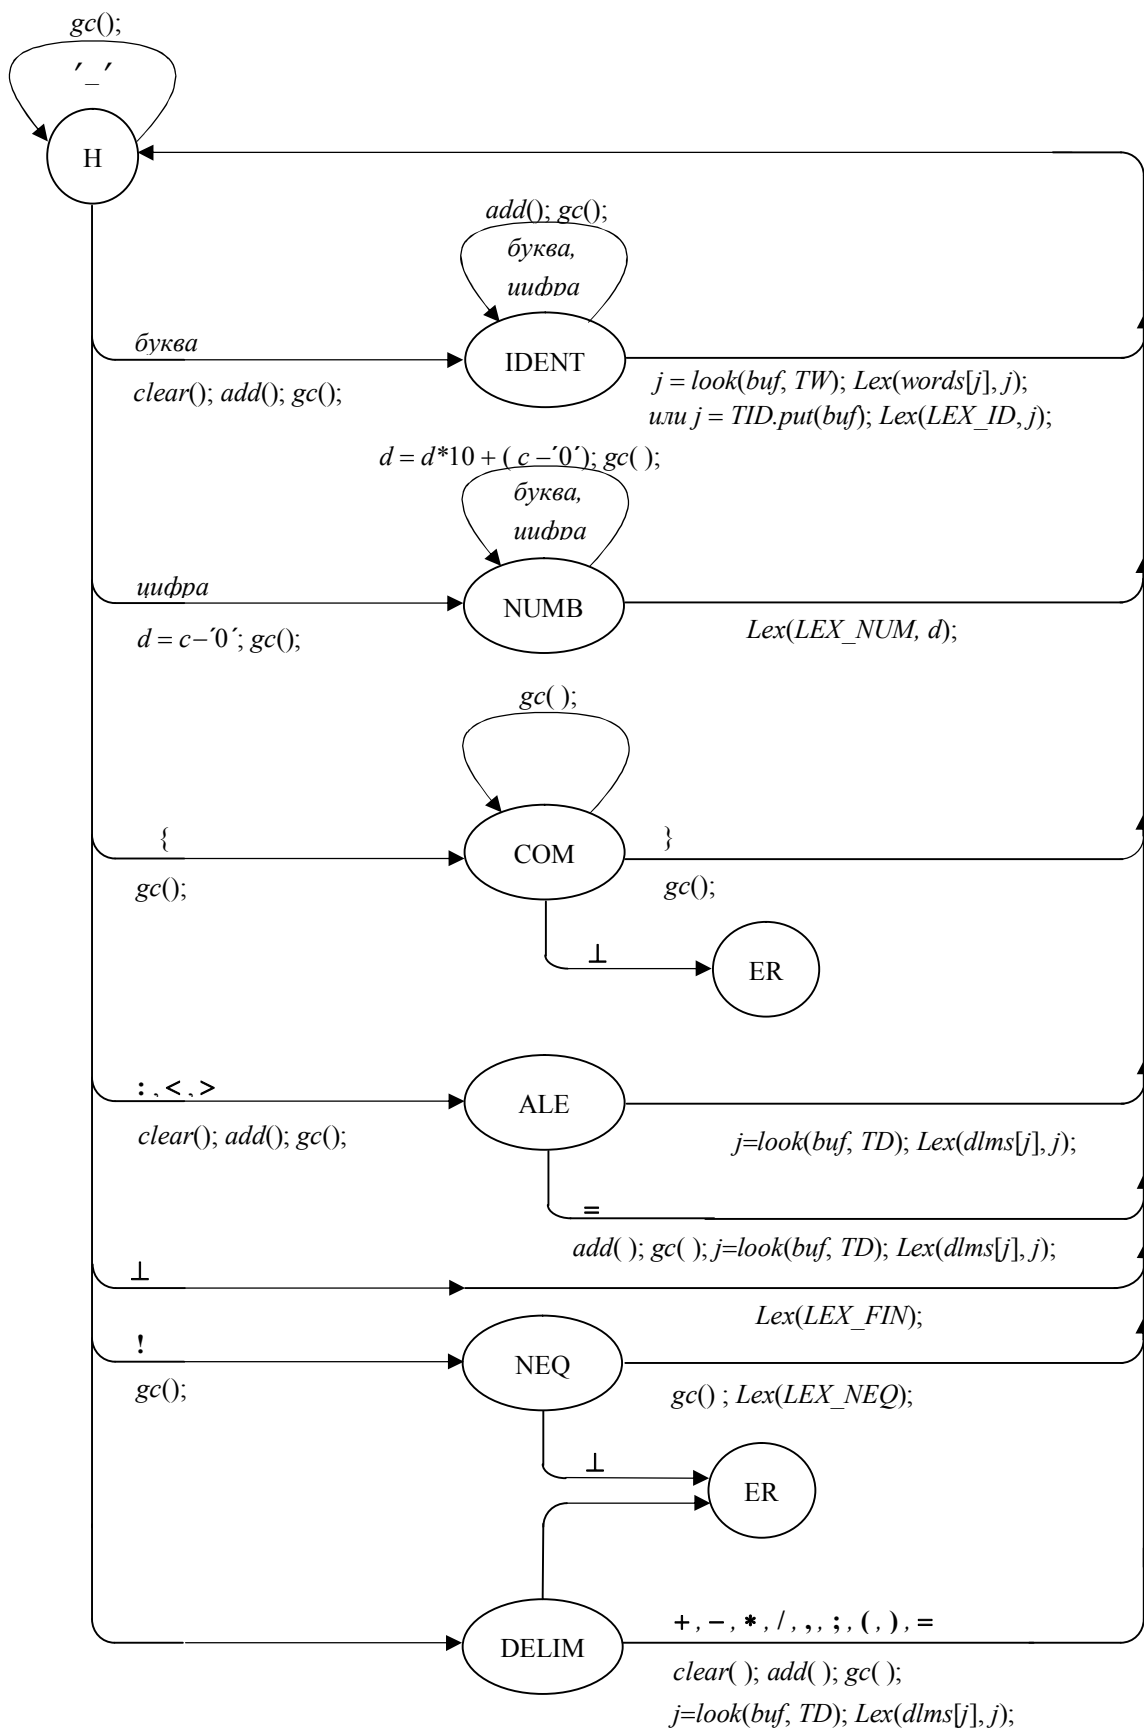 gc();
′_′
H
add(); gc();
буква,
цифра
буква
IDENT
clear(); add(); gc();
j = look(buf, TW); Lex(words[j], j);
или j = TID.put(buf); Lex(LEX_ID, j);
d = d*10 + ( c –′0′); gc( );
буква,
цифра
цифра
NUMB
d = c–′0′; gc();
Lex(LEX_NUM, d);
gc( );
{
COM
}
gc();
gc();
⊥
ER
: , < , >
ALE
clear(); add(); gc();
j=look(buf, TD); Lex(dlms[j], j);
=
add( ); gc( ); j=look(buf, TD); Lex(dlms[j], j);
⊥
Lex(LEX_FIN);
!
NEQ
gc();
gc() ; Lex(LEX_NEQ);
⊥
ER
DELIM
+ , – , * , / , , , ; , ( , ) , =
clear( ); add( ); gc( );
j=look(buf, TD); Lex(dlms[j], j);